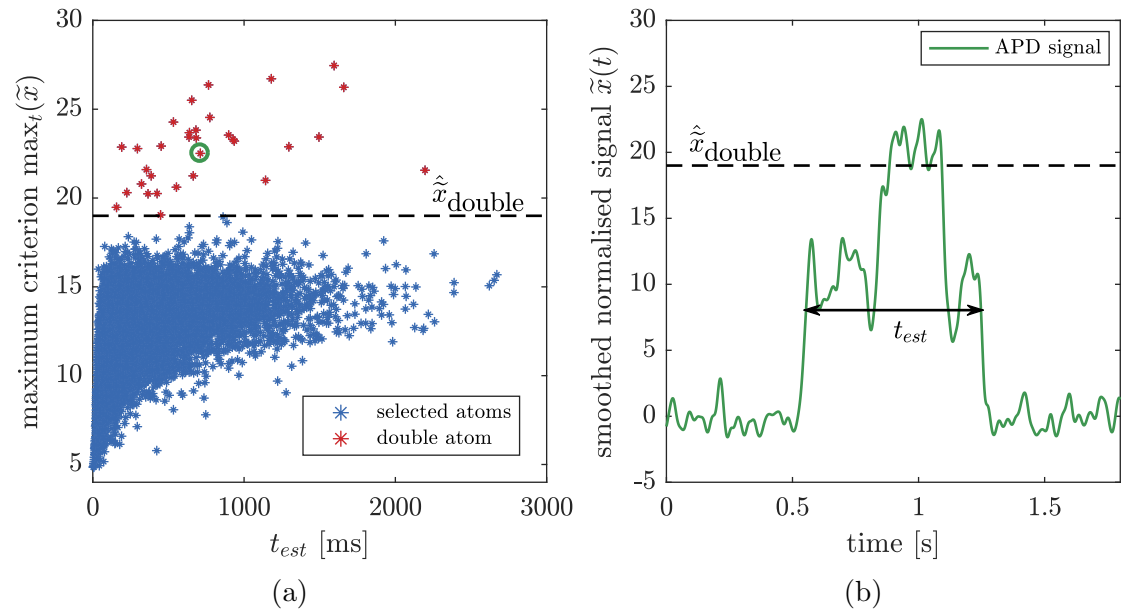 30
25
20
15
10
5
0
1000
2000
3000
maximum criterion max_t(x̃)
t_est [ms]
x̃̂_double
selected atoms
double atom
(a)
30
25
20
15
10
5
0
-5
0
0.5
1
1.5
smoothed normalised signal x̃(t)
time [s]
APD signal
x̃̂_double
t_est
(b)